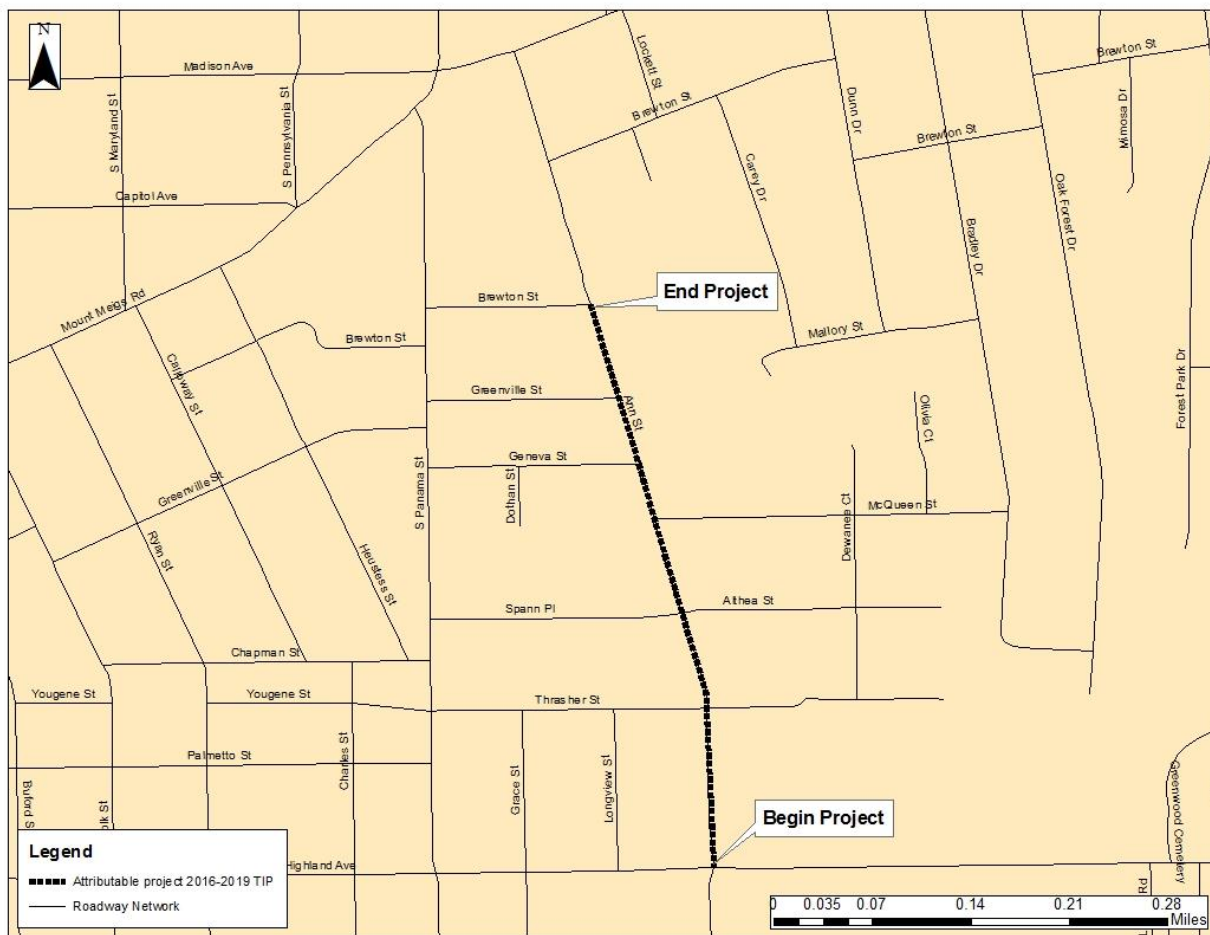 N
Lockett St
Brewton St
Madison Ave
S Maryland St
S Pennsylvania St
Brewton St
Dunn Dr
Mimosa Dr
Brewton St
Carey Dr
Capitol Ave
Oak Forest Dr
Bradley Dr
End Project
Brewton St
Mount Meigs Rd
Mallory St
Brewton St
Calloway St
Forest Park Dr
Greenville St
Ann St
Olivia Ct
Geneva St
S Panama St
Dothan St
Greenville St
McQueen St
Dewanee Ct
Ryan St
Heustess St
Spann Pl
Althea St
Chapman St
Yougene St
Yougene St
Thrasher St
Palmetto St
Charles St
Grace St
Longview St
Buford S
olk St
Greenwood Cemetery
Begin Project
Highland Ave
Rd
Legend
Attributable project 2016-2019 TIP
Roadway Network
0 0.035 0.07 0.14 0.21 0.28
Miles